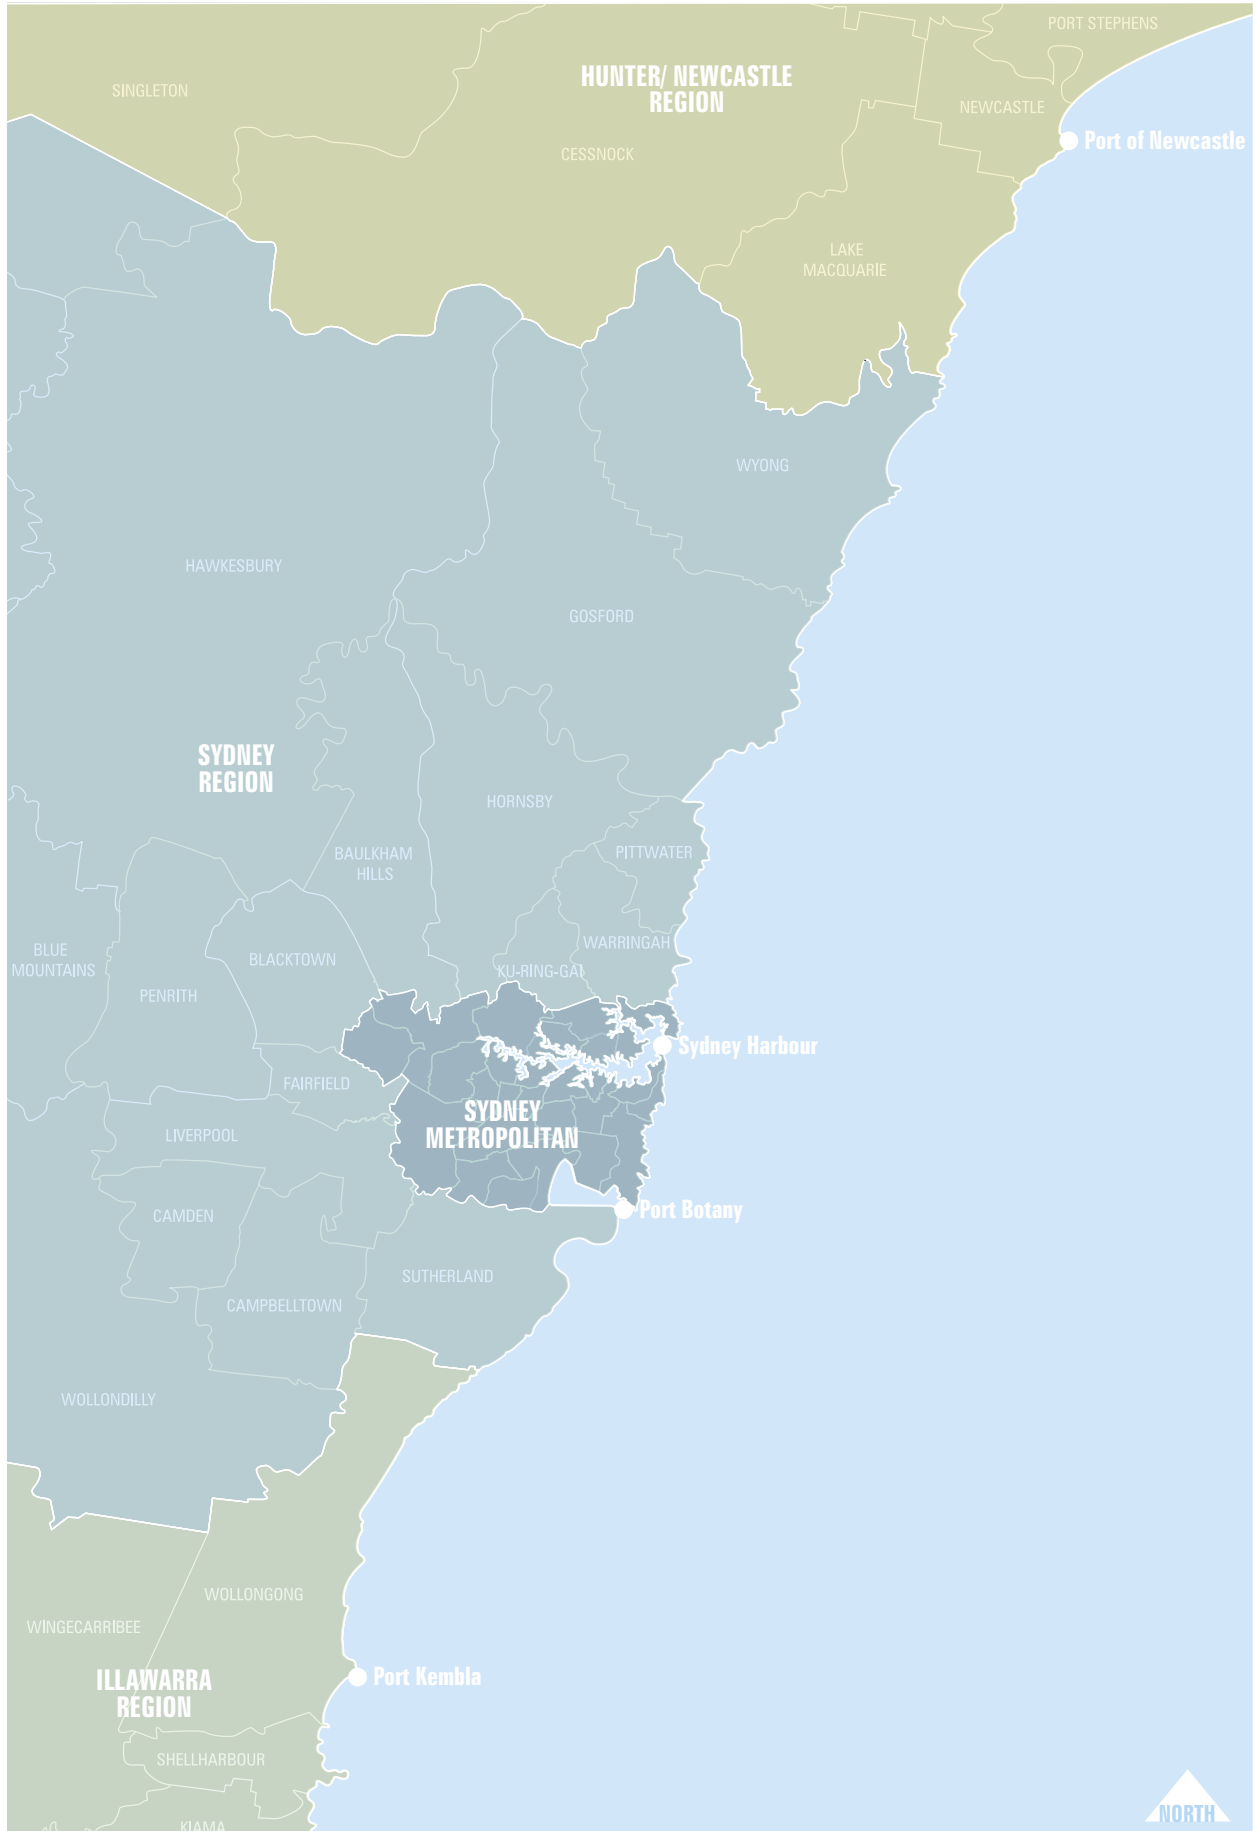 PORT STEPHENS
SINGLETON
HUNTER/ NEWCASTLE
REGION
NEWCASTLE
Port of Newcastle
CESSNOCK
LAKE
MACQUARIE
WYONG
HAWKESBURY
GOSFORD
SYDNEY
REGION
HORNSBY
BAULKHAM
HILLS
PITTWATER
BLUE
MOUNTAINS
BLACKTOWN
WARRINGAH
KU-RING-GAI
PENRITH
Sydney Harbour
FAIRFIELD
SYDNEY
METROPOLITAN
LIVERPOOL
CAMDEN
Port Botany
SUTHERLAND
CAMPBELLTOWN
WOLLONDILLY
WOLLONGONG
WINGECARRIBEE
ILLAWARRA
REGION
Port Kembla
SHELLHARBOUR
KIAMA
NORTH